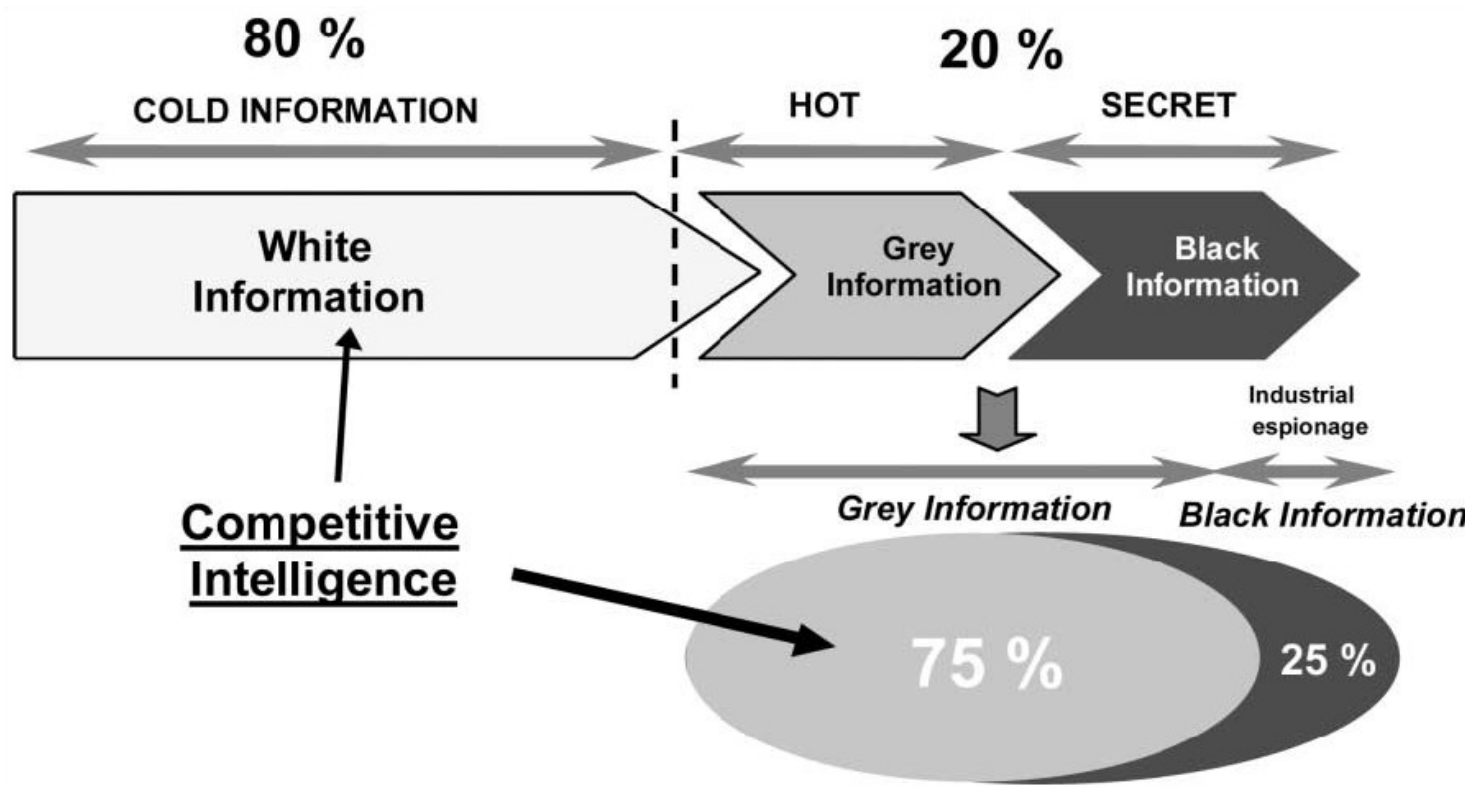 80 %
20 %
COLD INFORMATION
HOT
SECRET
White
Information
Grey
Information
Black
Information
Industrial
espionage
Grey Information
Black Information
Competitive
Intelligence
75 %
25 %